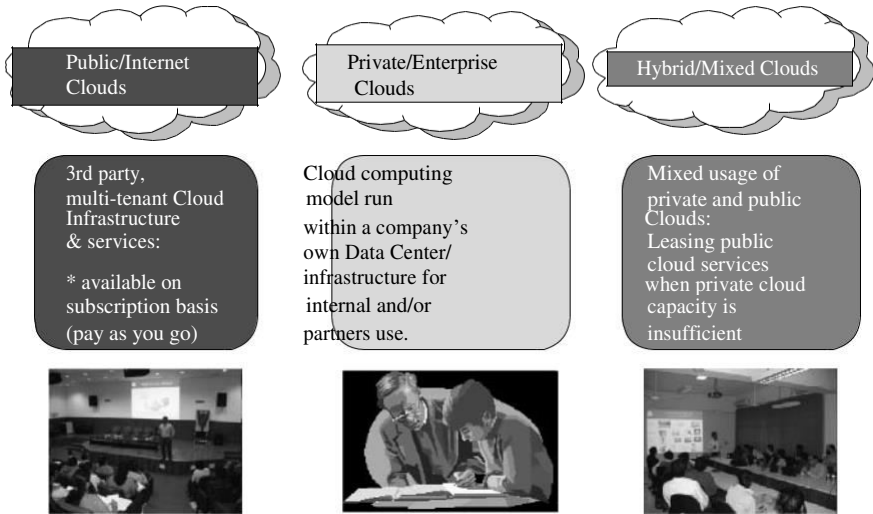 Public/Internet
Clouds
Private/Enterprise
Clouds
Hybrid/Mixed Clouds
3rd party,
multi-tenant Cloud
Infrastructure
& services:
* available on
subscription basis
(pay as you go)
Cloud computing
model run
within a company’s
own Data Center/
infrastructure for
internal and/or
partners use.
Mixed usage of
private and public
Clouds:
Leasing public
cloud services
when private cloud
capacity is
insufficient